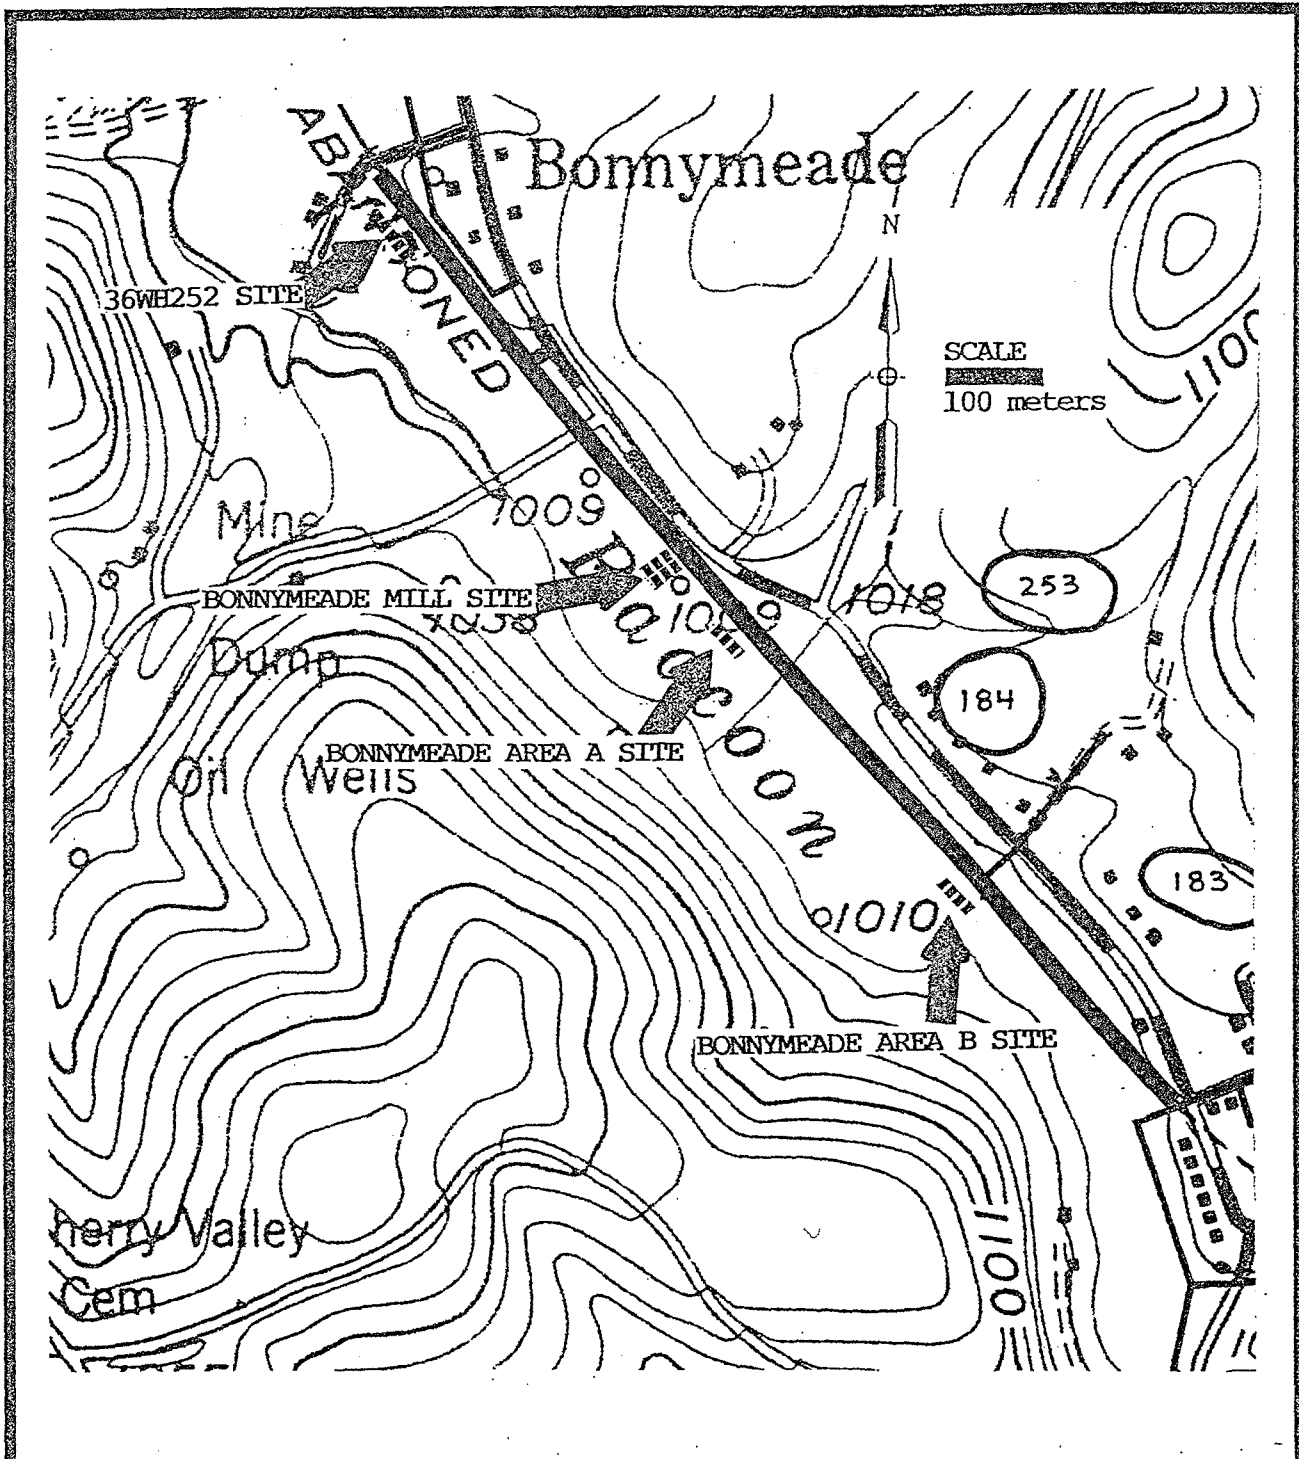 Bonnymeade
N
36WH252 SITE
SCALE
100 meters
1100
Mine
1009
BONNYMEADE MILL SITE
1018
253
Dump
Raccoon
184
BONNYMEADE AREA A SITE
Oil Wells
183
1010
BONNYMEADE AREA B SITE
1100
herry Valley
Cem